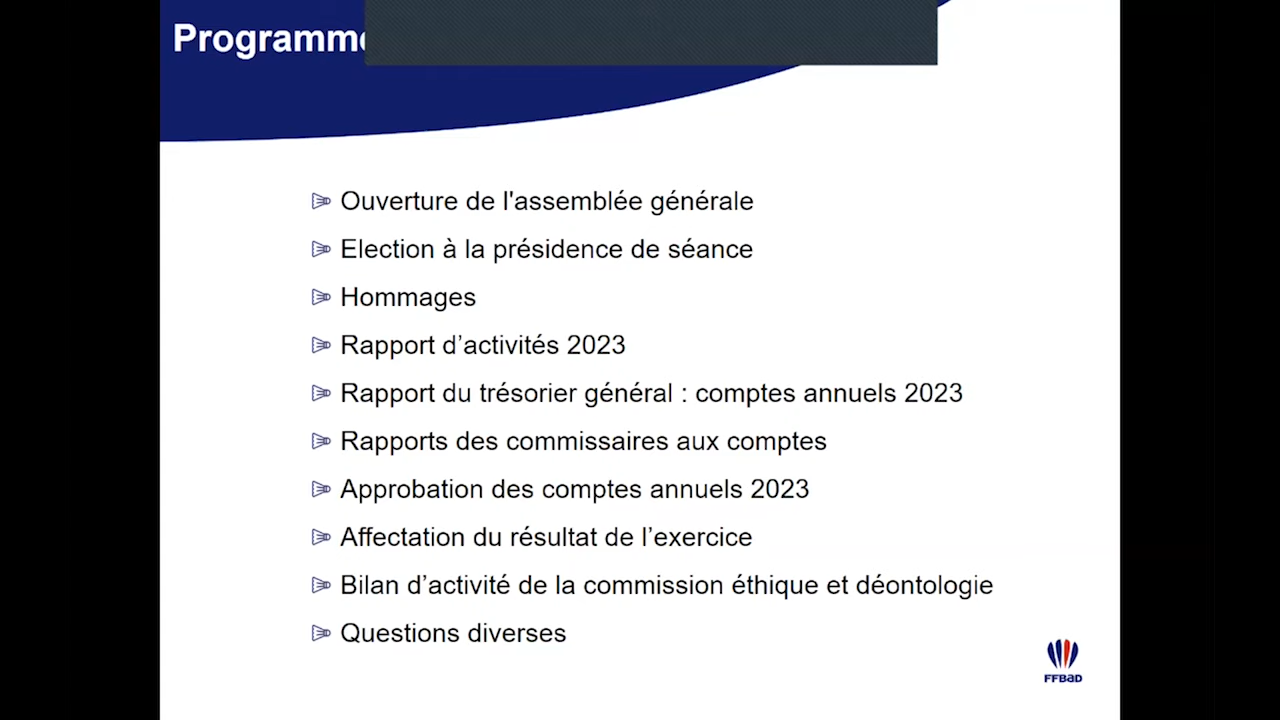 Programme
Ouverture de l'assemblée générale
Election à la présidence de séance
Hommages
Rapport d’activités 2023
Rapport du trésorier général : comptes annuels 2023
Rapports des commissaires aux comptes
Approbation des comptes annuels 2023
Affectation du résultat de l’exercice
Bilan d’activité de la commission éthique et déontologie
Questions diverses
FFBaD